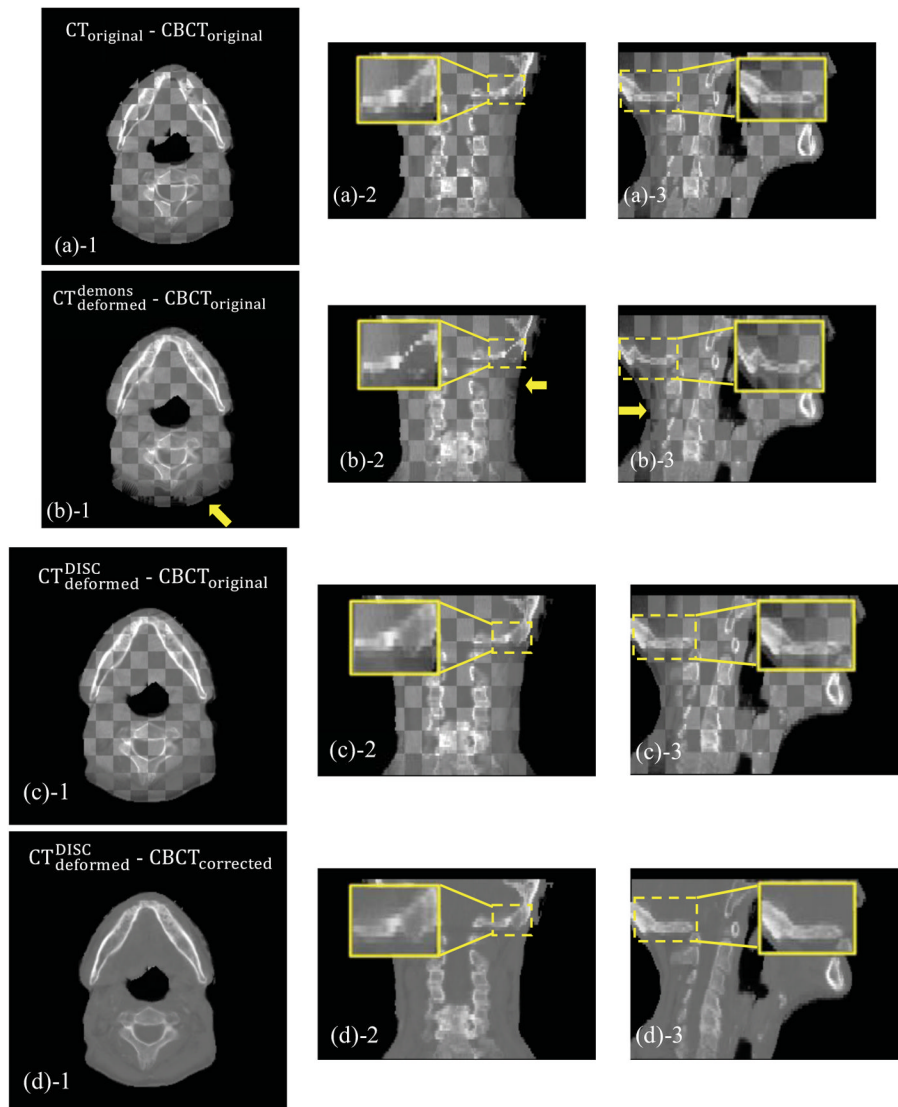 CT_original - CBCT_original
(a)-1
(a)-2
(a)-3
CT^demons_deformed - CBCT_original
(b)-1
(b)-2
(b)-3
CT^DISC_deformed - CBCT_original
(c)-1
(c)-2
(c)-3
CT^DISC_deformed - CBCT_corrected
(d)-1
(d)-2
(d)-3